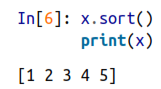 In[6]: x.sort()
print(x)
[1 2 3 4 5]